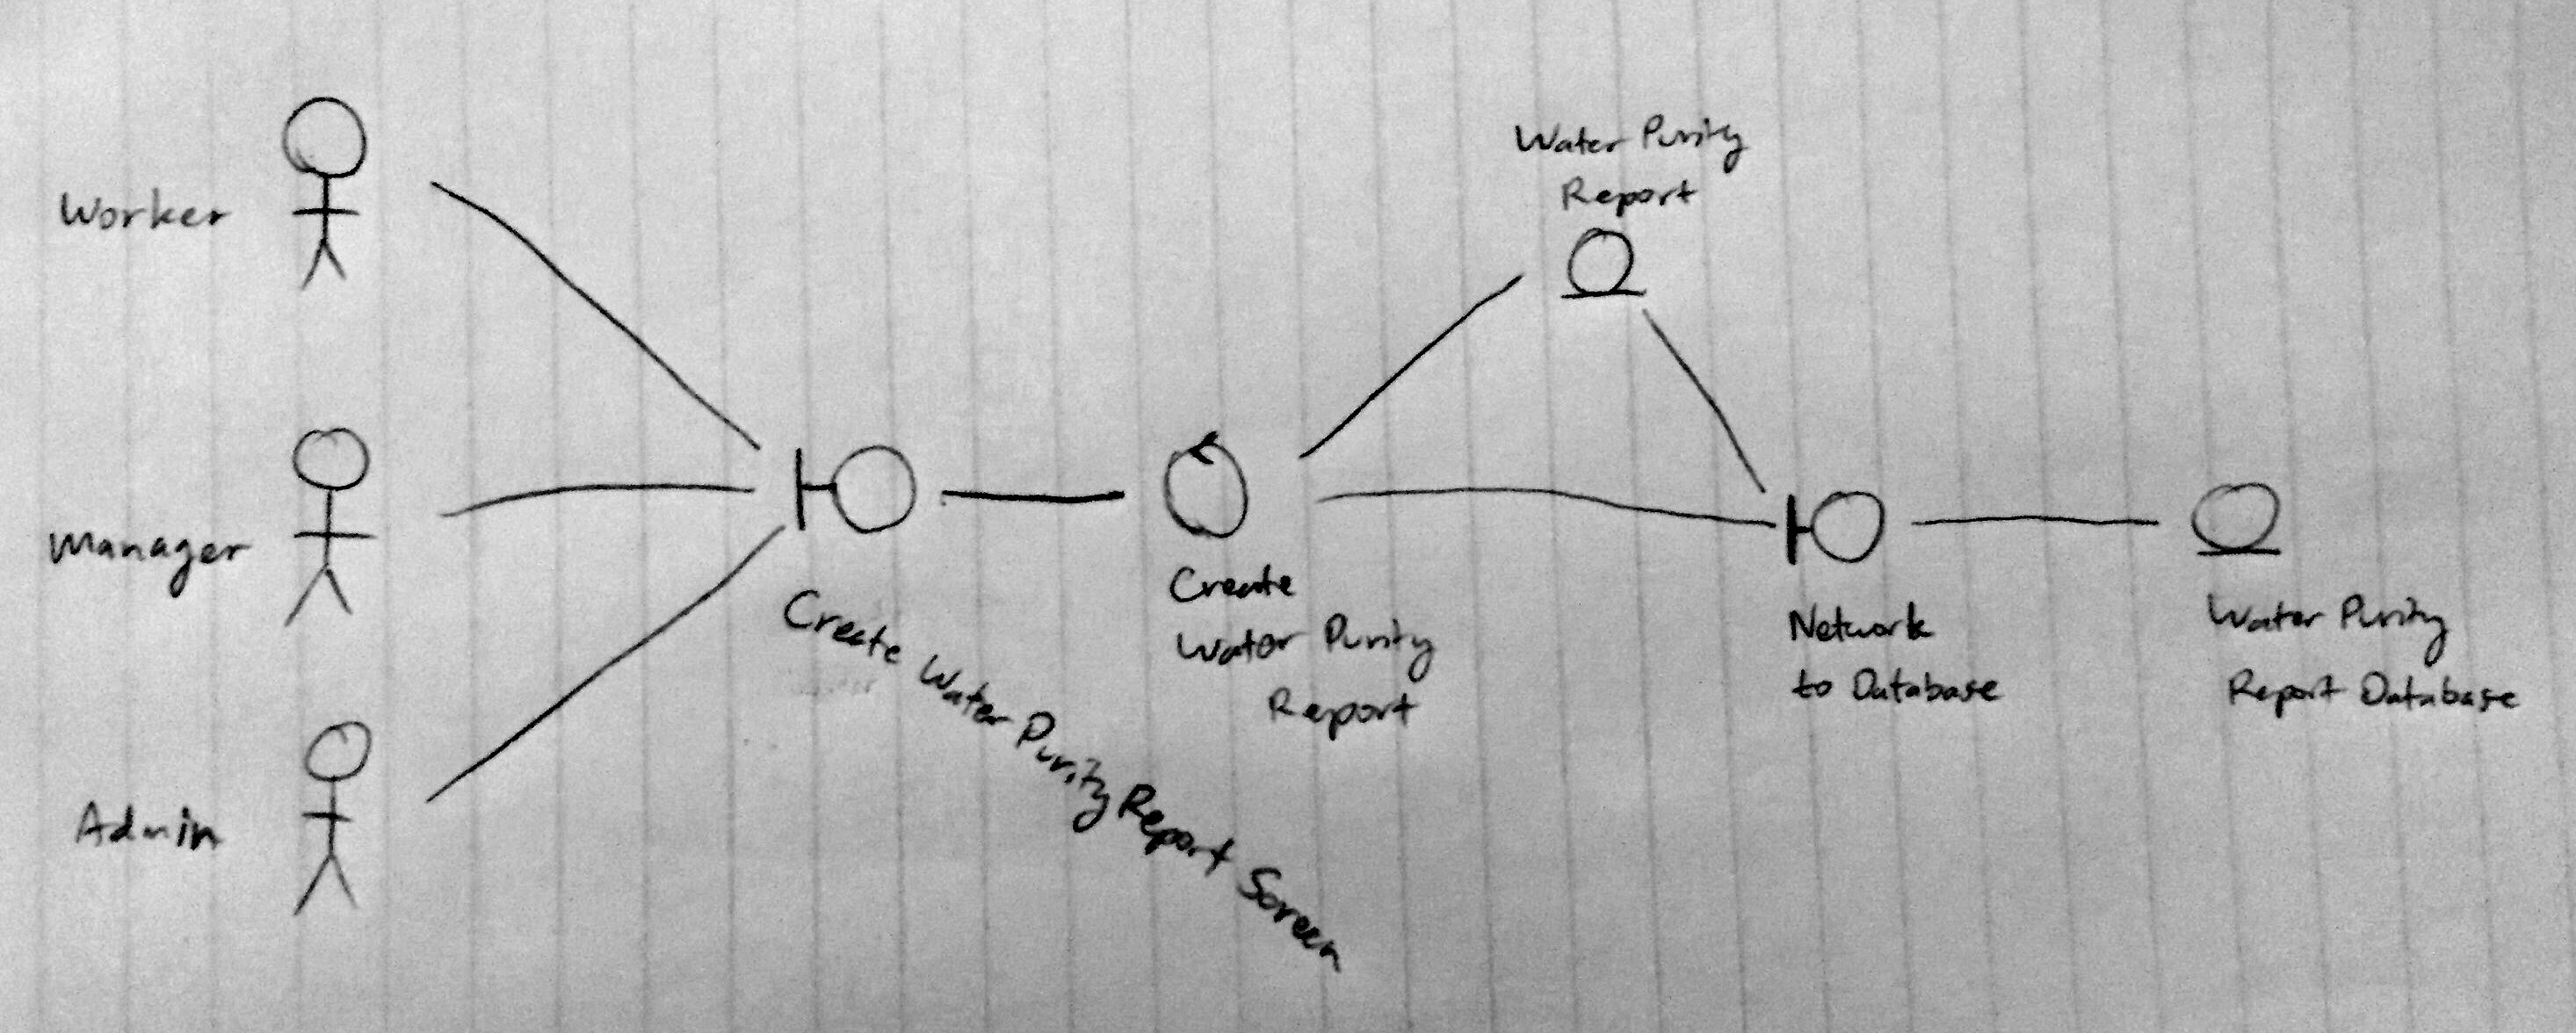 Worker
Manager
Admin
Create Water Purity Report Screen
Create
Water Purity
Report
Water Purity
Report
Network
to Database
Water Purity
Report Database